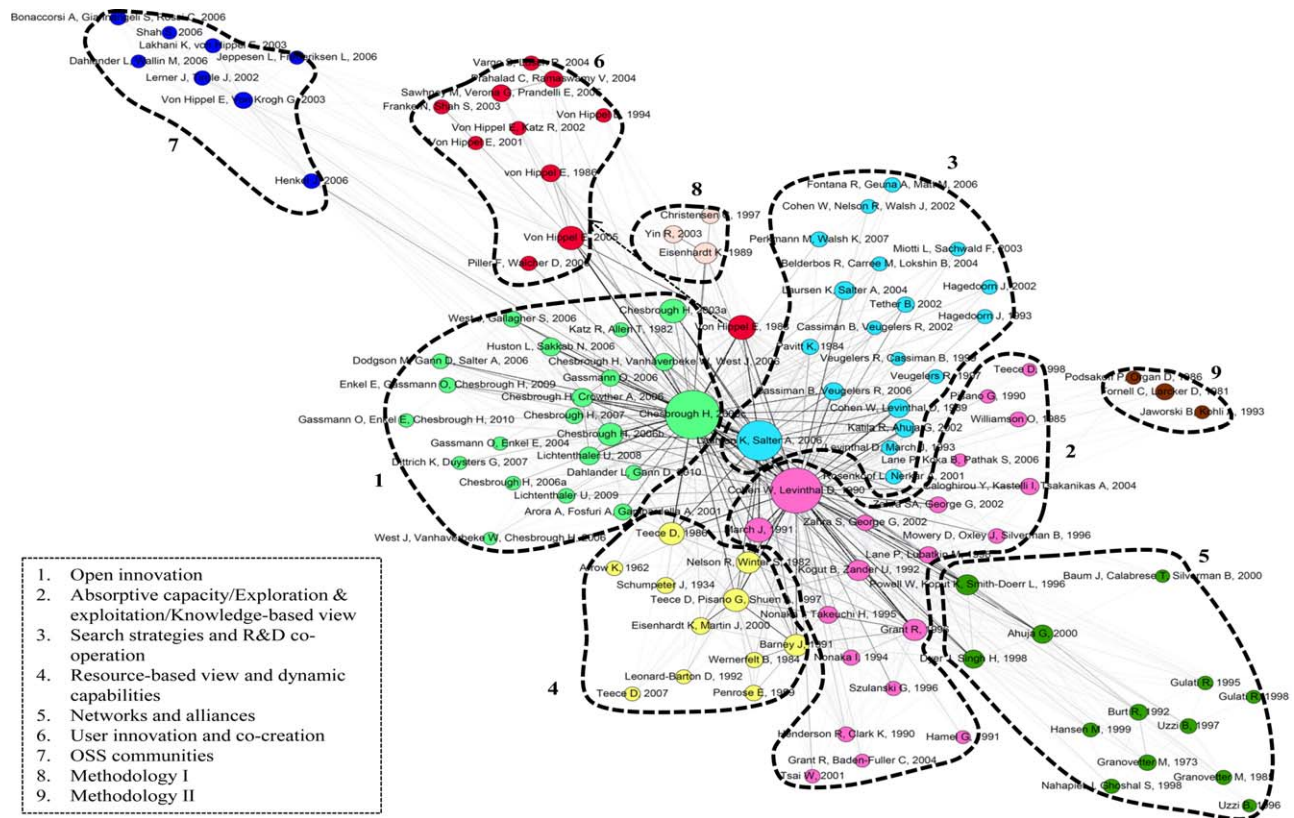 Bonaccorsi A, Giannangeli S, Rossi C, 2006
Shah S, 2006
Lakhani K, von Hippel E, 2003
Jeppesen L, Frederiksen L, 2006
Dahlander L, Wallin M, 2006
Lerner J, Tirole J, 2002
Von Hippel E, Von Krogh G, 2003
7
Henkel J, 2006
6
Vargo S, Lusch R, 2004
Prahalad C, Ramaswamy V, 2004
Sawhney M, Verona G, Prandelli E, 2005
Franke N, Shah S, 2003
Von Hippel E, 1994
Von Hippel E, Katz R, 2002
Von Hippel E, 2001
von Hippel E, 1986
Von Hippel E, 2005
Piller F, Walcher D, 2006
8
Christensen C, 1997
Yin R, 2003
Eisenhardt K, 1989
Von Hippel E, 1988
3
Fontana R, Geuna A, Matt M, 2006
Cohen W, Nelson R, Walsh J, 2002
Perkmann M, Walsh K, 2007
Miotti L, Sachwald F, 2003
Belderbos R, Carree M, Lokshin B, 2004
Laursen K, Salter A, 2004
Hagedoorn J, 2002
Tether B, 2002
Hagedoorn J, 1993
Cassiman B, Veugelers R, 2002
Pavitt K, 1984
Veugelers R, Cassiman B, 1999
Veugelers R, 1997
Cassiman B, Veugelers R, 2006
Cohen W, Levinthal D, 1989
Katila R, Ahuja G, 2002
Levinthal D, March J, 1993
Rosenkopf L, Nerkar A, 2001
Laursen K, Salter A, 2006
Chesbrough H, 2003a
West J, Gallagher S, 2006
Katz R, Allen T, 1982
Huston L, Sakkab N, 2006
Chesbrough H, Vanhaverbeke W, West J, 2006
Dodgson M, Gann D, Salter A, 2006
Gassmann O, 2006
Enkel E, Gassmann O, Chesbrough H, 2009
Chesbrough H, Crowther A, 2006
Chesbrough H, 2007
Gassmann O, Enkel E, Chesbrough H, 2010
Chesbrough H, 2006b
Gassmann O, Enkel E, 2004
Lichtenthaler U, 2008
Dittrich K, Duysters G, 2007
Dahlander L, Gann D, 2010
Chesbrough H, 2006a
Lichtenthaler U, 2009
Arora A, Fosfuri A, Gambardella A, 2001
West J, Vanhaverbeke W, Chesbrough H, 2006
1
Teece D, 1998
Pisano G, 1990
Williamson O, 1985
2
Lane P, Koka B, Pathak S, 2006
Caloghirou Y, Kastelli I, Tsakanikas A, 2004
Zahra SA, George G, 2002
Zahra S, George G, 2002
Mowery D, Oxley J, Silverman B, 1996
Cohen W, Levinthal D, 1990
March J, 1991
Lane P, Lubatkin M, 1998
Kogut B, Zander U, 1992
Nonaka I, Takeuchi H, 1995
Grant R, 1996
Nonaka I, 1994
Szulanski G, 1996
Henderson R, Clark K, 1990
Hamel G, 1991
Grant R, Baden-Fuller C, 2004
Tsai W, 2001
9
Podsakoff P, Organ D, 1986
Fornell C, Larcker D, 1981
Jaworski B, Kohli A, 1993
Teece D, 1986
Nelson R, Winter S, 1982
Arrow K, 1962
Schumpeter J, 1934
Teece D, Pisano G, Shuen A, 1997
Eisenhardt K, Martin J, 2000
Barney J, 1991
Wernerfelt B, 1984
Leonard-Barton D, 1992
Teece D, 2007
4
5
Powell W, Koput K, Smith-Doerr L, 1996
Baum J, Calabrese T, Silverman B, 2000
Ahuja G, 2000
Dyer J, Singh H, 1998
Gulati R, 1995
Gulati R, 1998
Burt R, 1992
Uzzi B, 1997
Hansen M, 1999
Granovetter M, 1973
Nahapiet J, Ghoshal S, 1998
Uzzi B, 1996
1. Open innovation
2. Absorptive capacity/Exploration &
exploitation/Knowledge-based view
3. Search strategies and R&D co-
operation
4. Resource-based view and dynamic
capabilities
5. Networks and alliances
6. User innovation and co-creation
7. OSS communities
8. Methodology I
9. Methodology II